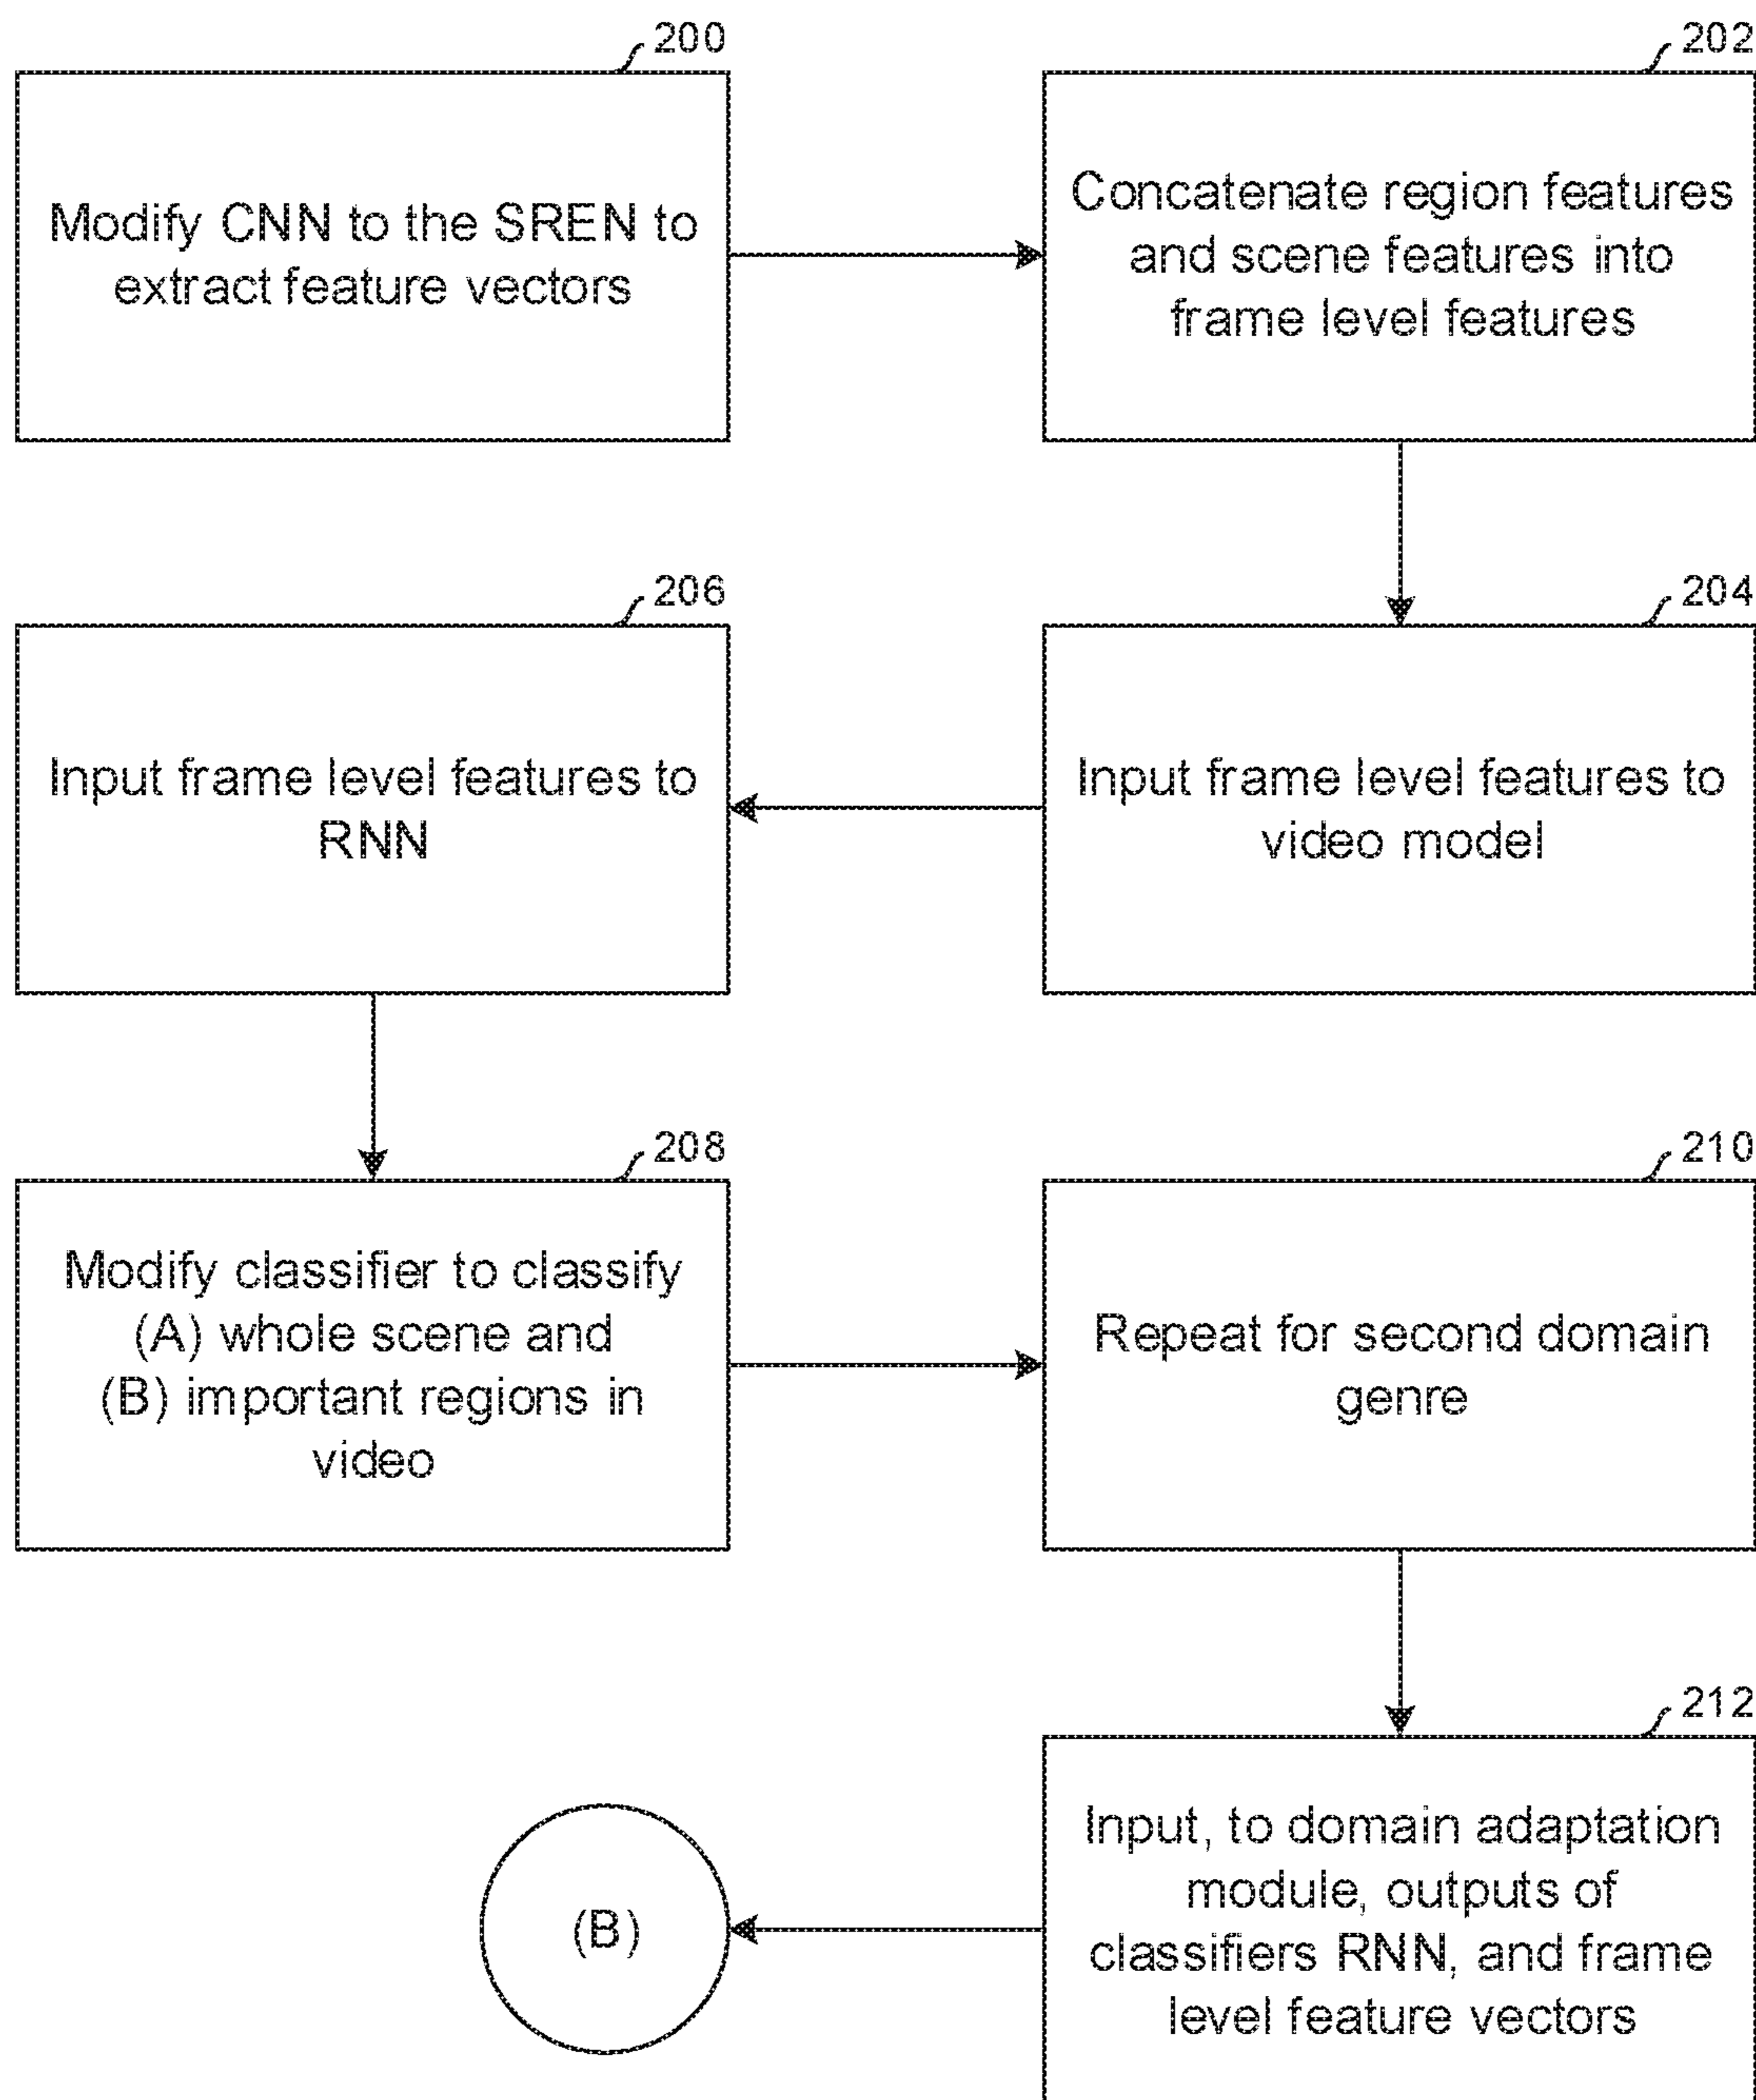 200
Modify CNN to the SREN to
extract feature vectors
202
Concatenate region features
and scene features into
frame level features
204
Input frame level features to
video model
206
Input frame level features to
RNN
208
Modify classifier to classify
(A) whole scene and
(B) important regions in
video
210
Repeat for second domain
genre
212
Input, to domain adaptation
module, outputs of
classifiers RNN, and frame
level feature vectors
(B)